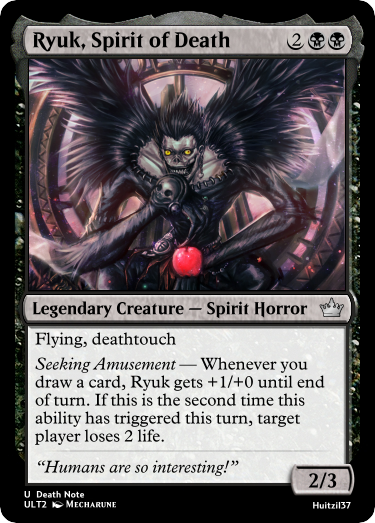 Ryuk, Spirit of Death 2
Legendary Creature — Spirit Horror
Flying, deathtouch
Seeking Amusement — Whenever you
draw a card, Ryuk gets +1/+0 until end
of turn. If this is the second time this
ability has triggered this turn, target
player loses 2 life.
“Humans are so interesting!”
2/3
U Death Note
ULT2 Mecharune
Huitzil37